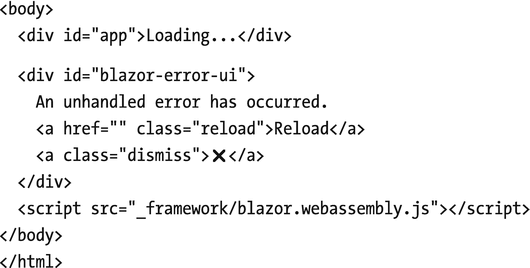 <body>
  <div id="app">Loading...</div>

  <div id="blazor-error-ui">
    An unhandled error has occurred.
    <a href="" class="reload">Reload</a>
    <a class="dismiss">🗙</a>
  </div>
  <script src="_framework/blazor.webassembly.js"></script>
</body>
</html>